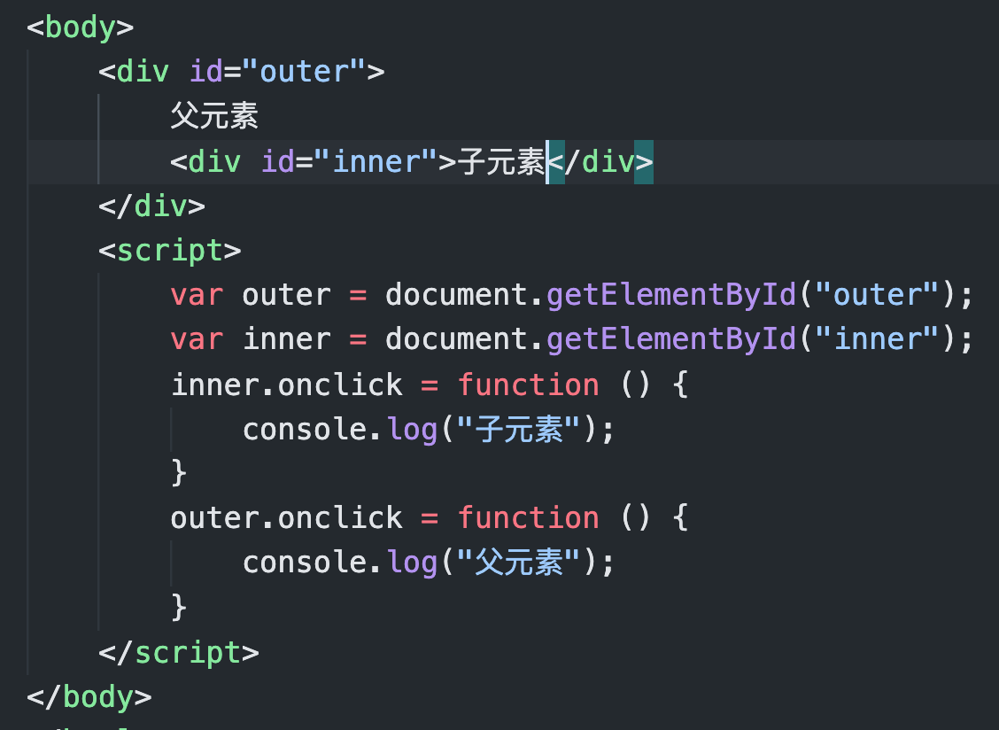 <body>
<div id="outer">
父元素
<div id="inner">子元素</div>
</div>
<script>
var outer = document.getElementById("outer");
var inner = document.getElementById("inner");
inner.onclick = function () {
console.log("子元素");
}
outer.onclick = function () {
console.log("父元素");
}
</script>
</body>